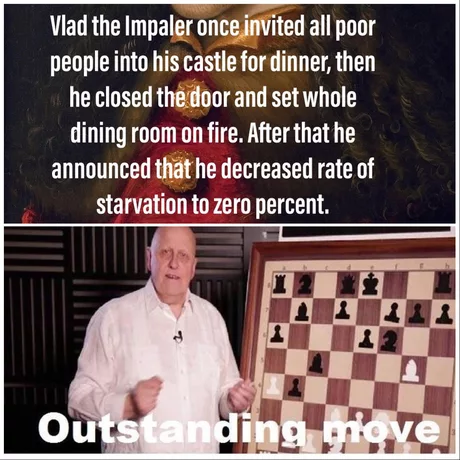 Vlad the Impaler once invited all poor
people into his castle for dinner, then
he closed the door and set whole
dining room on fire. After that he
announced that he decreased rate of
starvation to zero percent.
Outstanding move